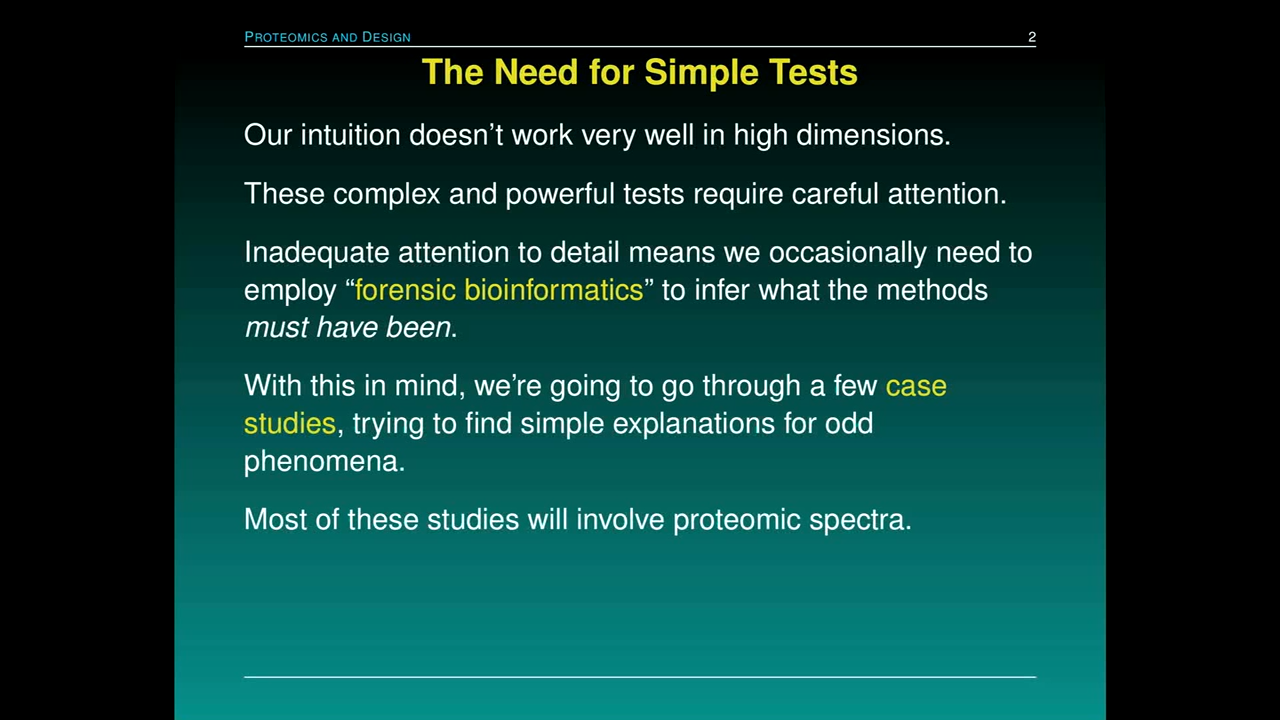 PROTEOMICS AND DESIGN 2
The Need for Simple Tests
Our intuition doesn’t work very well in high dimensions.
These complex and powerful tests require careful attention.
Inadequate attention to detail means we occasionally need to
employ “forensic bioinformatics” to infer what the methods
must have been.
With this in mind, we’re going to go through a few case
studies, trying to find simple explanations for odd
phenomena.
Most of these studies will involve proteomic spectra.